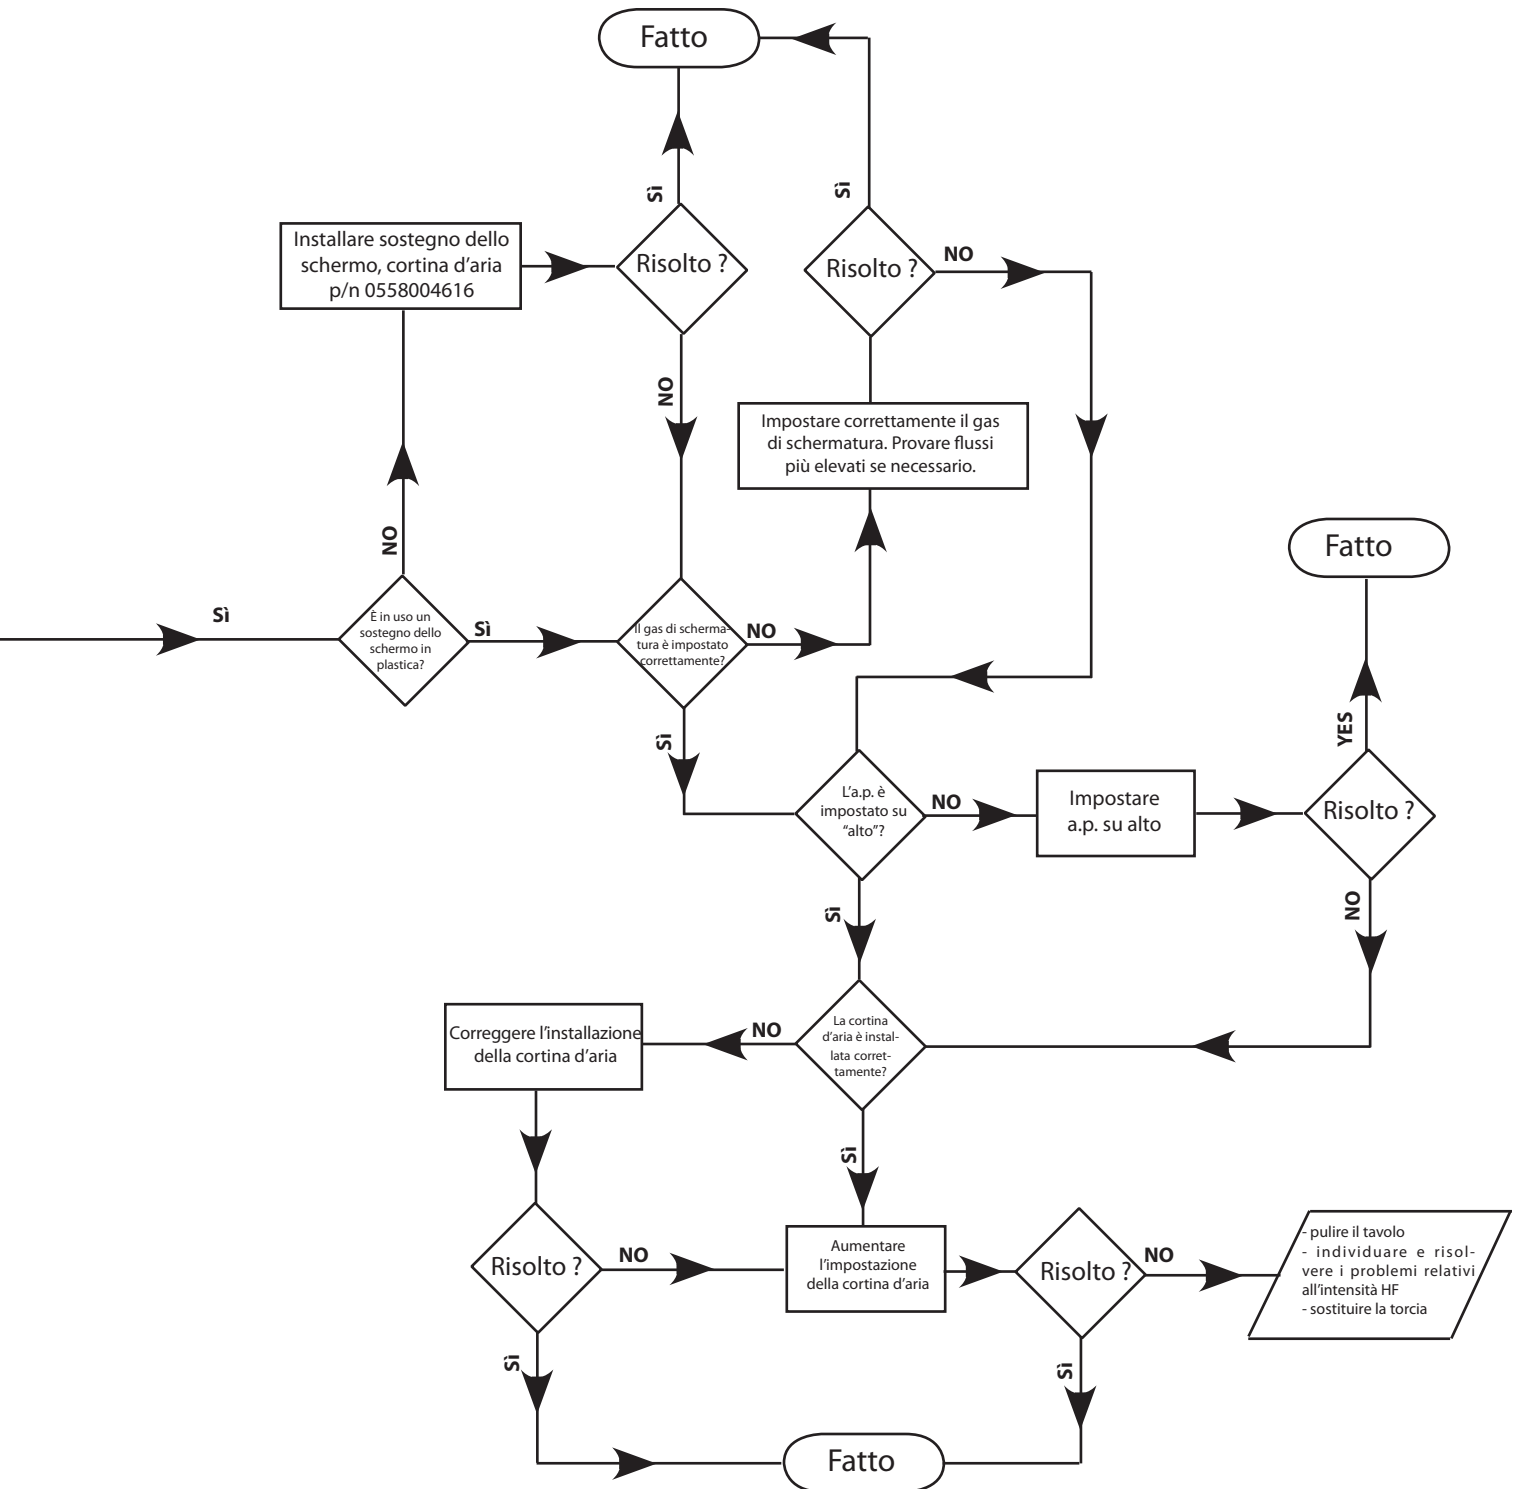 Fatto
Sì
Sì
Installare sostegno dello
schermo, cortina d'aria
p/n 0558004616
Risolto ?
Risolto ?
NO
NO
Impostare correttamente il gas
di schermatura. Provare flussi
più elevati se necessario.
NO
Fatto
Sì
È in uso un
sostegno dello
schermo in
plastica?
Sì
Il gas di scherma-
tura è impostato
correttamente?
NO
Sì
YES
L'a.p. è
impostato su
"alto"?
NO
Impostare
a.p. su alto
Risolto ?
Sì
NO
Correggere l'installazione
della cortina d'aria
NO
La cortina
d'aria è instal-
lata corret-
tamente?
Sì
Risolto ?
NO
Aumentare
l'impostazione
della cortina d'aria
Risolto ?
NO
- pulire il tavolo
- individuare e risol-
vere i problemi relativi
all'intensità HF
- sostituire la torcia
Sì
Sì
Fatto